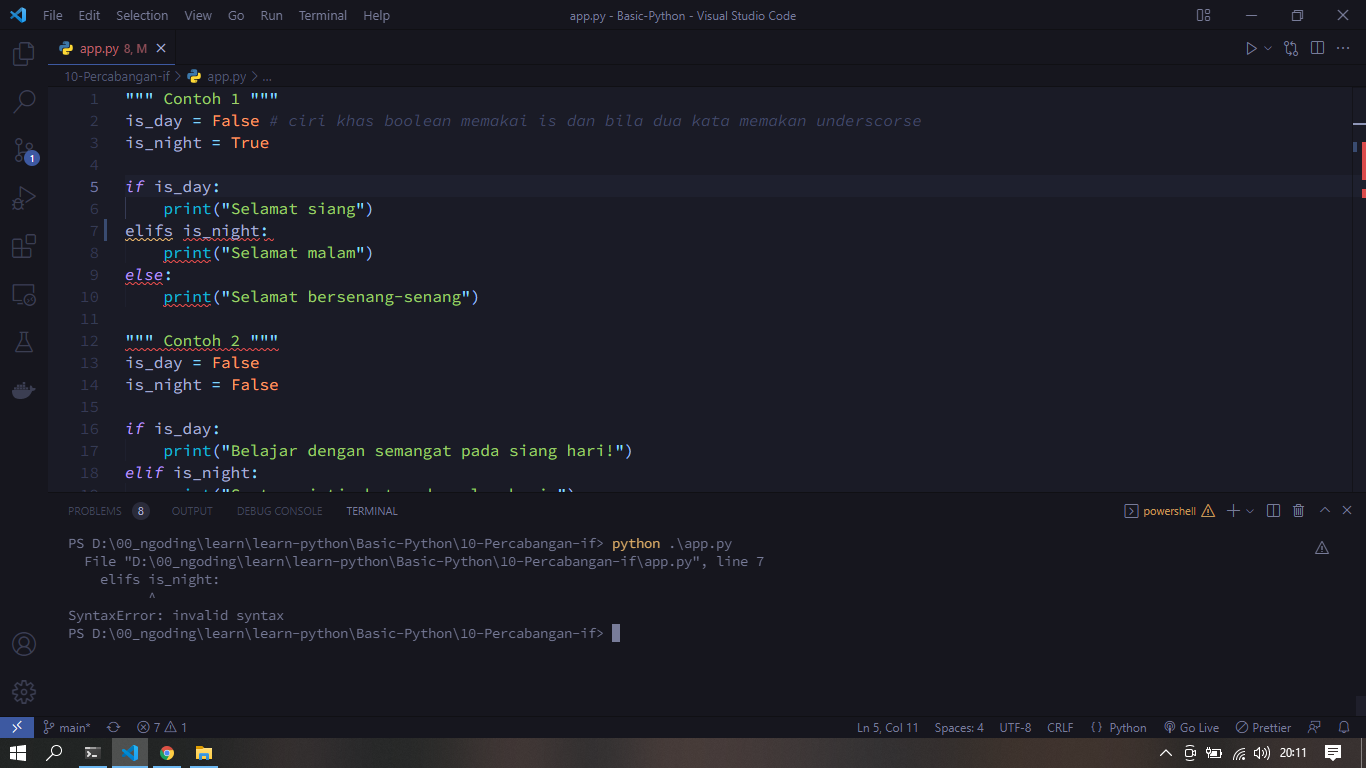 File Edit Selection View Go Run Terminal Help app.py - Basic-Python - Visual Studio Code
app.py 8, M
10-Percabangan-if > app.py > ...
1 """ Contoh 1 """
2 is_day = False # ciri khas boolean memakai is dan bila dua kata memakan underscorse
3 is_night = True
4
5 if is_day:
6 print("Selamat siang")
7 elifs is_night:
8 print("Selamat malam")
9 else:
10 print("Selamat bersenang-senang")
11
12 """ Contoh 2 """
13 is_day = False
14 is_night = False
15
16 if is_day:
17 print("Belajar dengan semangat pada siang hari!")
18 elif is_night:
1
PROBLEMS 8 OUTPUT DEBUG CONSOLE TERMINAL powershell
PS D:\00_ngoding\learn\learn-python\Basic-Python\10-Percabangan-if> python .\app.py
File "D:\00_ngoding\learn\learn-python\Basic-Python\10-Percabangan-if\app.py", line 7
elifs is_night:
^
SyntaxError: invalid syntax
PS D:\00_ngoding\learn\learn-python\Basic-Python\10-Percabangan-if>
main* 7 1 Ln 5, Col 11 Spaces: 4 UTF-8 CRLF Python Go Live Prettier
20:11